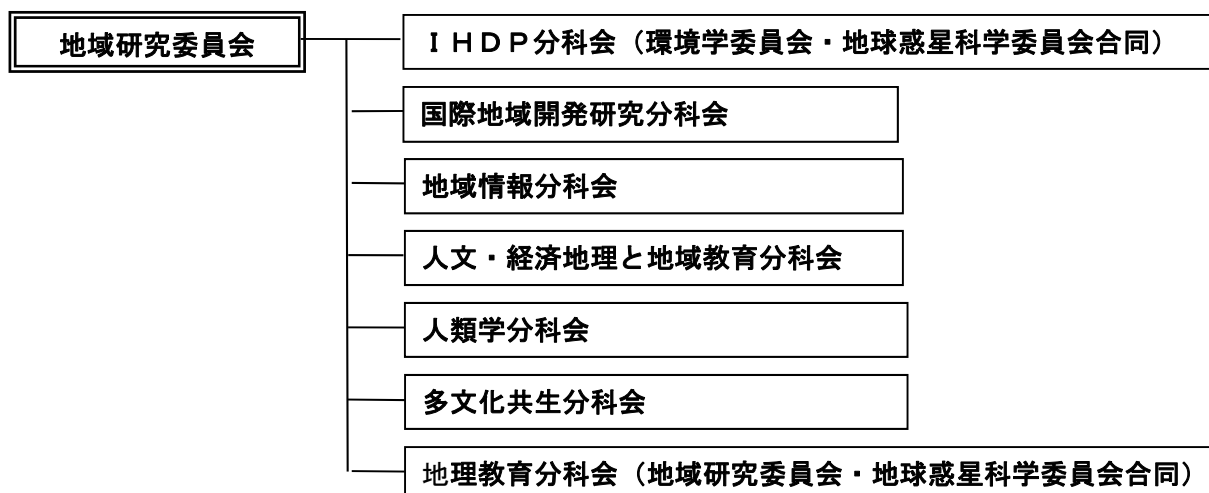 地域研究委員会
ＩＨＤＰ分科会（環境学委員会・地球惑星科学委員会合同）
国際地域開発研究分科会
地域情報分科会
人文・経済地理と地域教育分科会
人類学分科会
多文化共生分科会
地理教育分科会（地域研究委員会・地球惑星科学委員会合同）